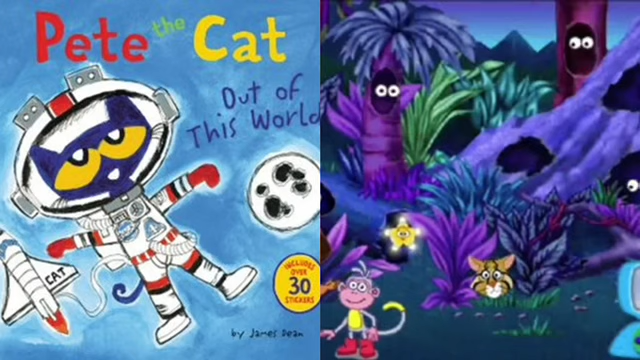 Pete the Cat
Out of
This World
CAT
INCLUDES
OVER
30
STICKERS
by James Dean